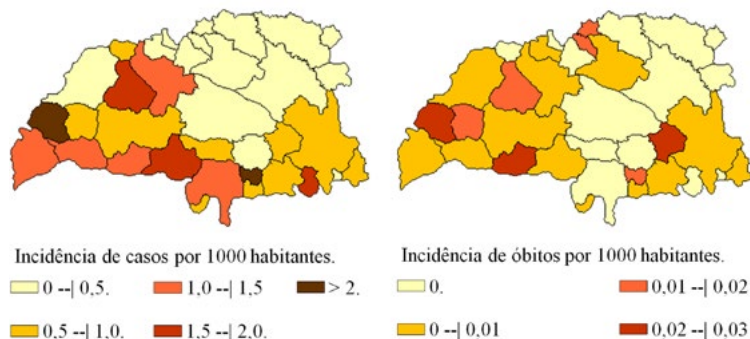 Incidência de casos por 1000 habitantes.
0 --| 0,5.
1,0 --| 1,5
> 2.
0,5 --| 1,0.
1,5 --| 2,0.
Incidência de óbitos por 1000 habitantes.
0.
0,01 --| 0,02
0 --| 0,01
0,02 --| 0,03